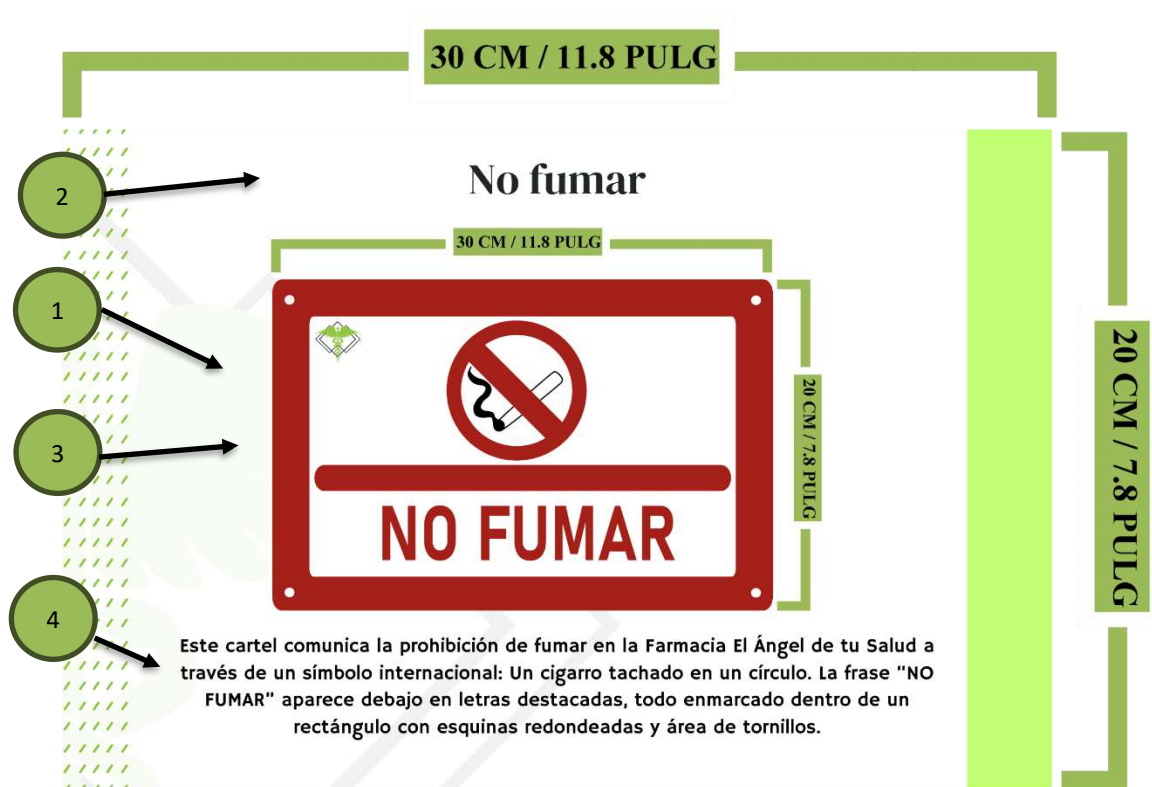 30 CM / 11.8 PULG
2
No fumar
30 CM / 11.8 PULG
1
3
20 CM / 7.8 PULG
20 CM / 7.8 PULG
NO FUMAR
4
Este cartel comunica la prohibición de fumar en la Farmacia El Ángel de tu Salud a
través de un símbolo internacional: Un cigarro tachado en un círculo. La frase "NO
FUMAR" aparece debajo en letras destacadas, todo enmarcado dentro de un
rectángulo con esquinas redondeadas y área de tornillos.